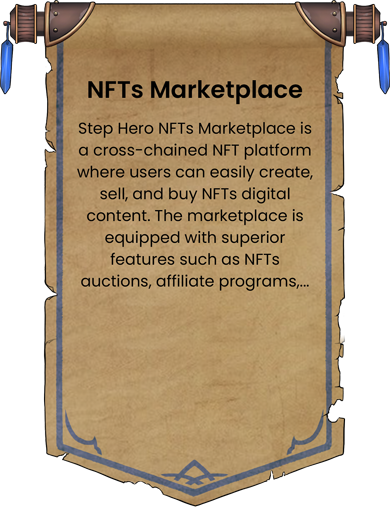 NFTs Marketplace
Step Hero NFTs Marketplace is
a cross-chained NFT platform
where users can easily create,
sell, and buy NFTs digital
content. The marketplace is
equipped with superior
features such as NFTs
auctions, affiliate programs,...